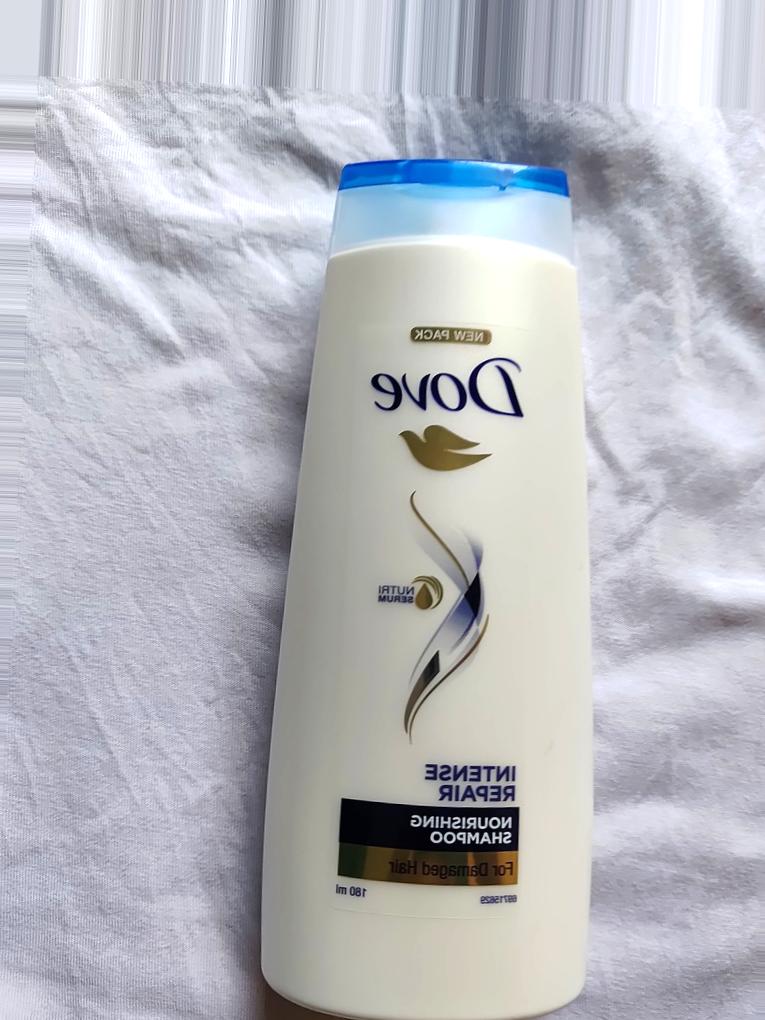 NEW PACK
Dove
NUTRI
SERUM
INTENSE
REPAIR
NOURISHING
SHAMPOO
For Damaged Hair
180 ml
69715629